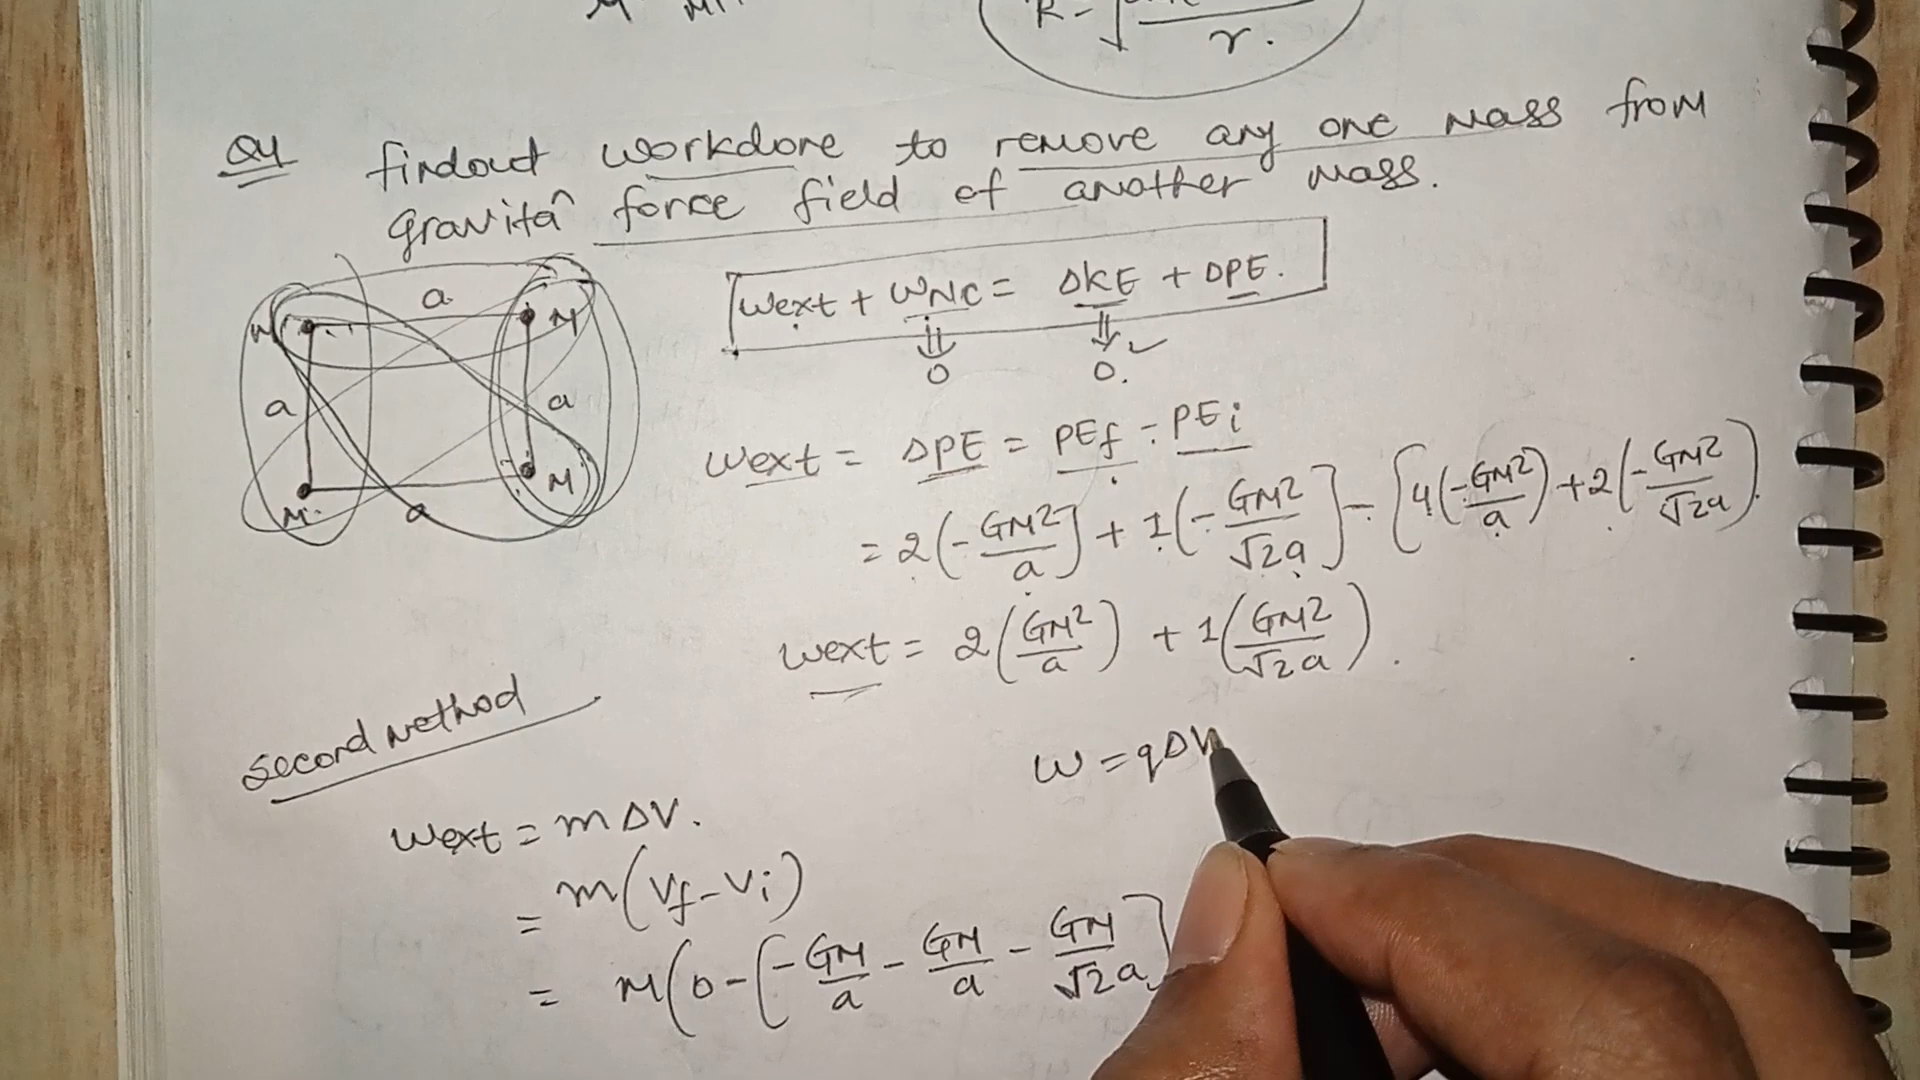 r.
Q4 findout workdone to remove any one mass from
gravita^n force field of another mass.
a
M
M
a
a
M
M
a
Wext + WNC = ΔKE + ΔPE.
0
0.
Wext = ΔPE = PEf - PEi
= 2(-GM²/a] + 1(-GM²/√2a] - [4(-GM²/a) + 2(-GM²/√2a).
Wext = 2(GM²/a) + 1(GM²/√2a).
Second Method
W = qΔV
Wext = mΔV.
= m(Vf - Vi)
= M(0-(-GM/a - GM/a - GM/√2a]